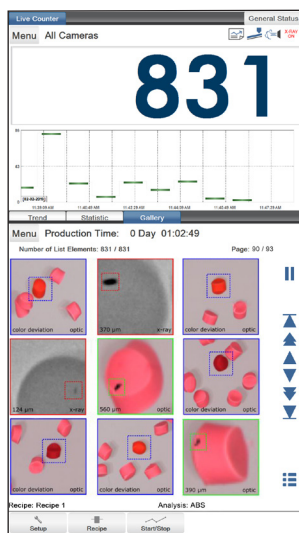 Live Counter
General Status
Menu All Cameras
X-RAY ON
831
Trend Statistic Gallery
Menu Production Time: 0 Day 01:02:49
Number of List Elements: 831 / 831 Page: 90 / 93
color deviation optic
370 µm x-ray
color deviation optic
124 µm x-ray
560 µm optic
color deviation optic
color deviation optic
color deviation optic
390 µm optic
Recipe: Recipe 1 Analysis: ABS
Setup Recipe Start/Stop